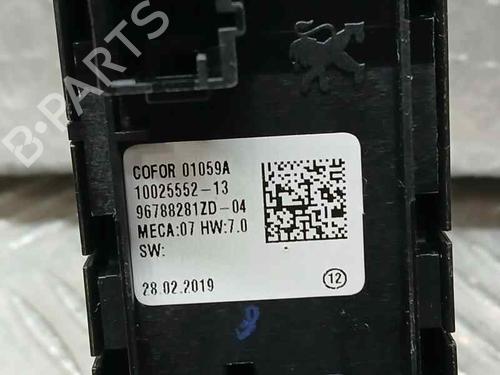 B-PARTS
COFOR 01059A
10025552-13
96788281ZD-04
MECA:07 HW:7.0
SW:
28.02.2019
12